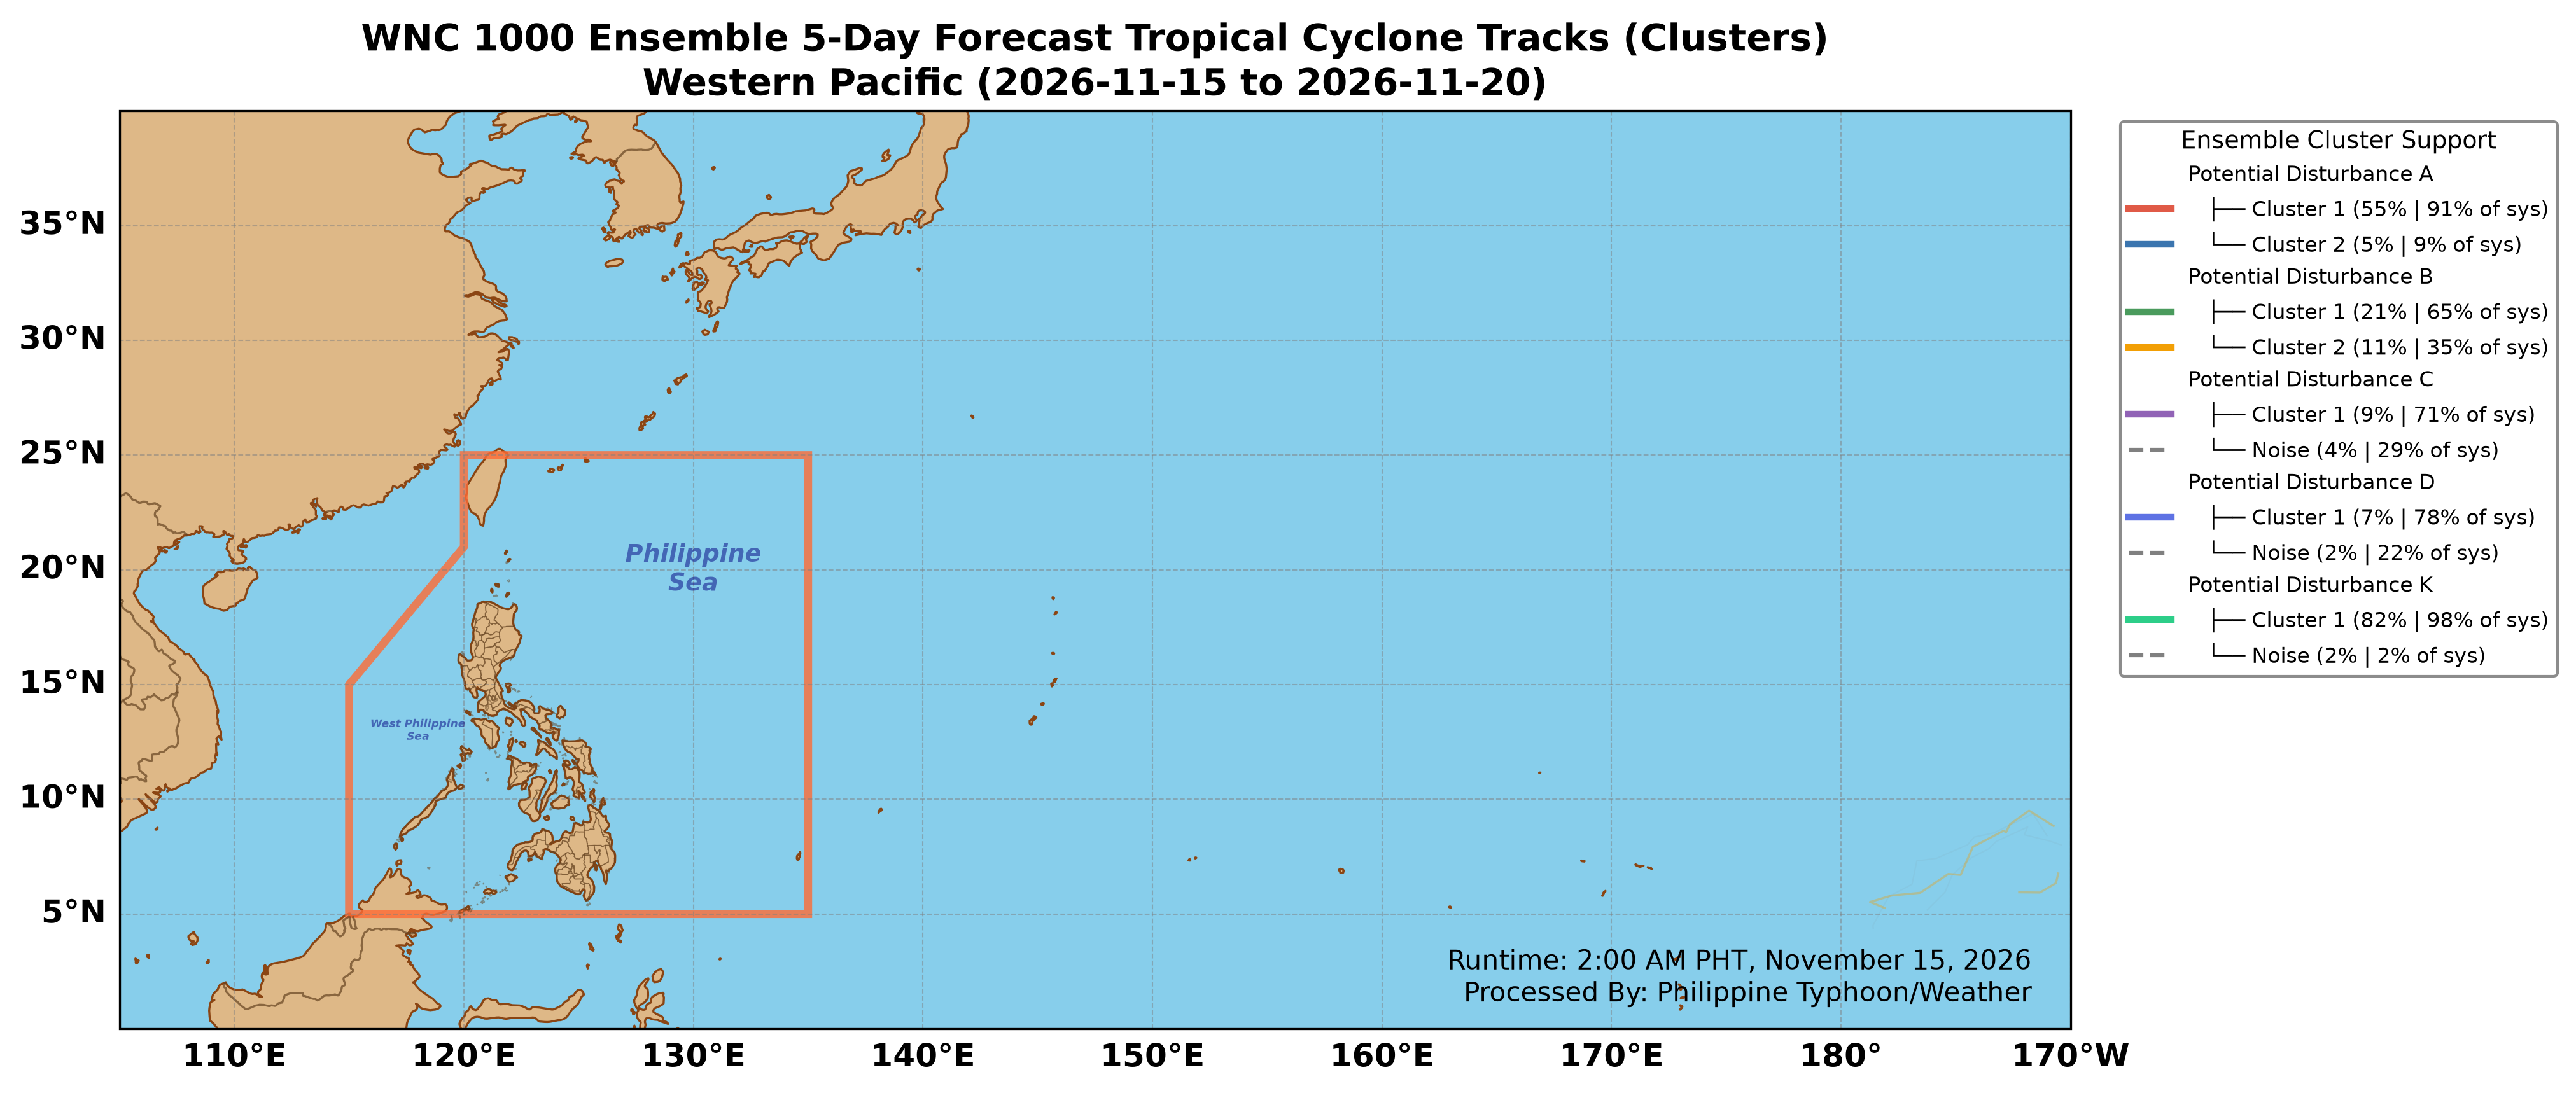 WNC 1000 Ensemble 5-Day Forecast Tropical Cyclone Tracks (Clusters)
Western Pacific (2026-11-15 to 2026-11-20)
35°N
30°N
25°N
20°N
15°N
10°N
5°N
Philippine
Sea
West Philippine
Sea
Runtime: 2:00 AM PHT, November 15, 2026
Processed By: Philippine Typhoon/Weather
110°E
120°E
130°E
140°E
150°E
160°E
170°E
180°
170°W
Ensemble Cluster Support
Potential Disturbance A
├── Cluster 1 (55% | 91% of sys)
└── Cluster 2 (5% | 9% of sys)
Potential Disturbance B
├── Cluster 1 (21% | 65% of sys)
└── Cluster 2 (11% | 35% of sys)
Potential Disturbance C
├── Cluster 1 (9% | 71% of sys)
└── Noise (4% | 29% of sys)
Potential Disturbance D
├── Cluster 1 (7% | 78% of sys)
└── Noise (2% | 22% of sys)
Potential Disturbance K
├── Cluster 1 (82% | 98% of sys)
└── Noise (2% | 2% of sys)